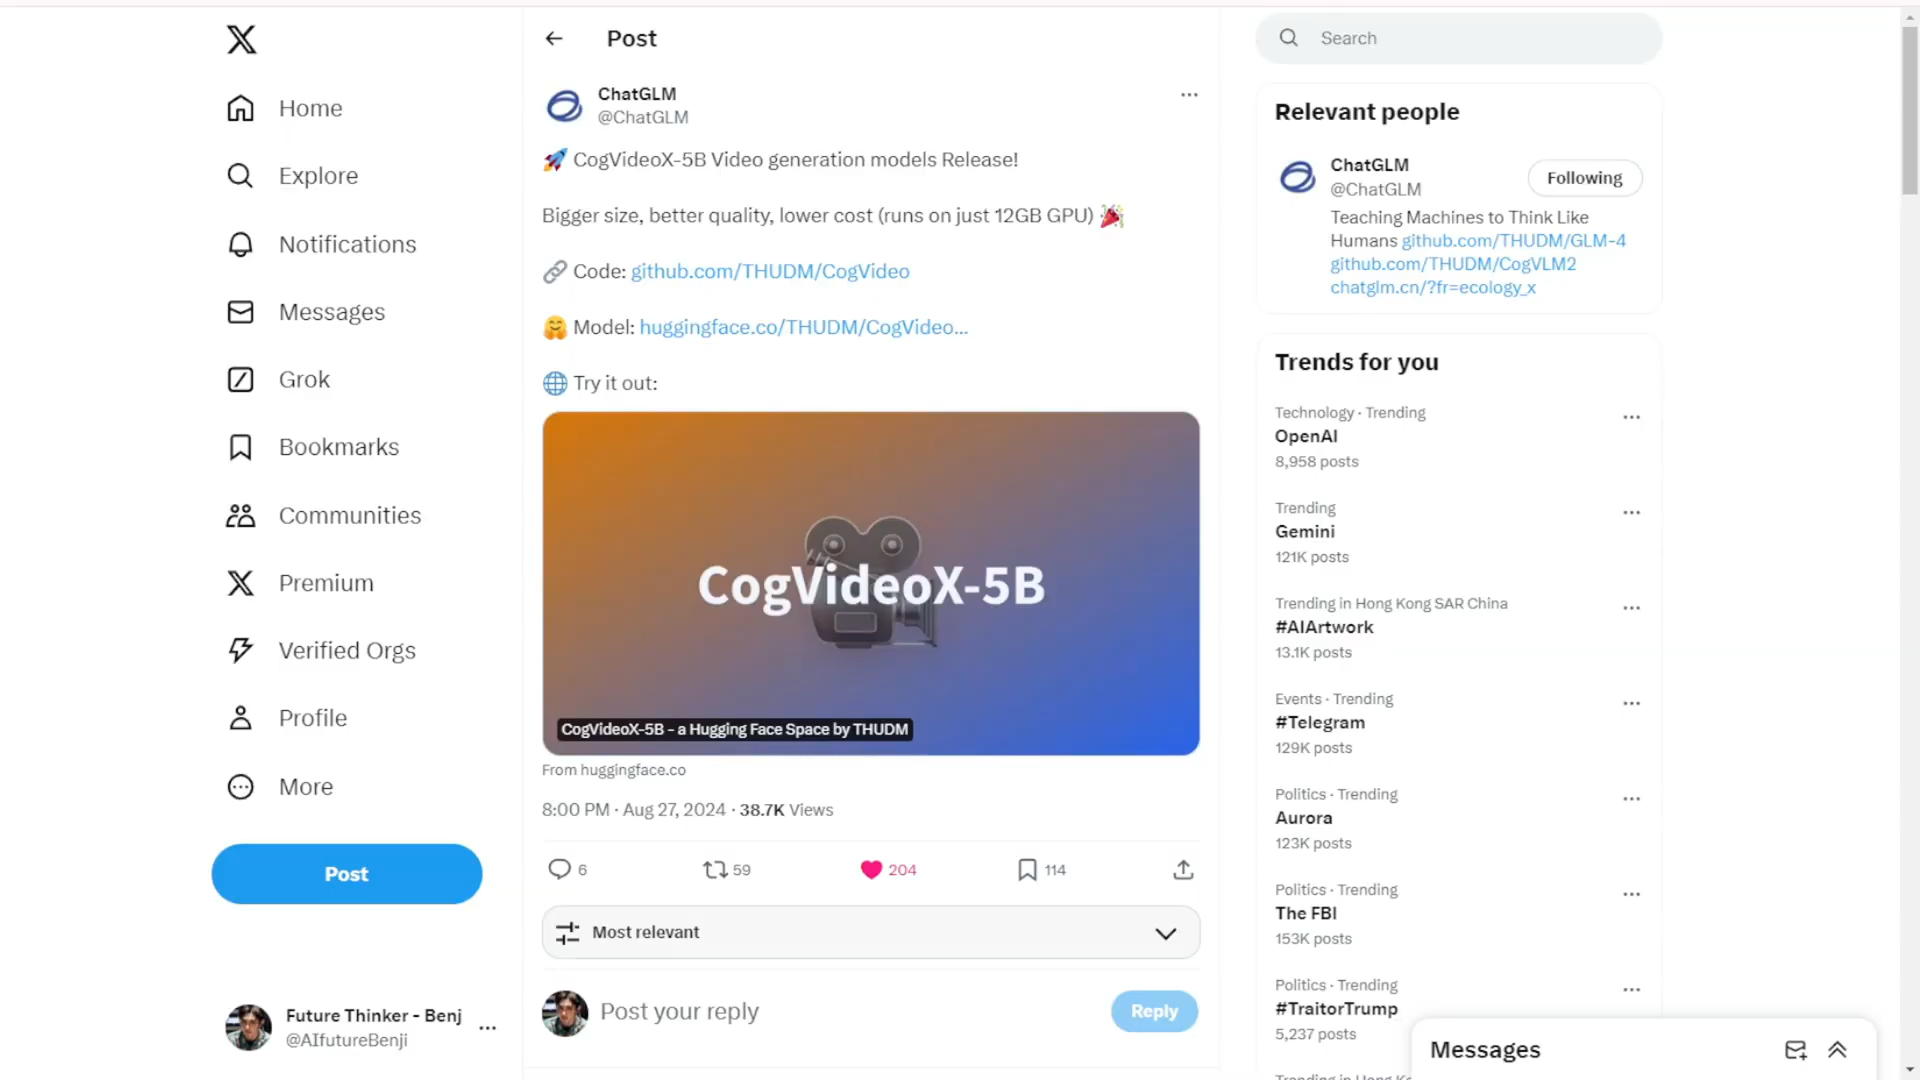 Home
Explore
Notifications
Messages
Grok
Bookmarks
Communities
Premium
Verified Orgs
Profile
More
Post
Future Thinker - Benj
@AIfutureBenji
Post
ChatGLM
@ChatGLM
CogVideoX-5B Video generation models Release!
Bigger size, better quality, lower cost (runs on just 12GB GPU)
Code: github.com/THUDM/CogVideo
Model: huggingface.co/THUDM/CogVideo...
Try it out:
CogVideoX-5B
CogVideoX-5B - a Hugging Face Space by THUDM
From huggingface.co
8:00 PM · Aug 27, 2024 · 38.7K Views
6 59 204 114
Most relevant
Post your reply
Reply
Search
Relevant people
ChatGLM
@ChatGLM
Following
Teaching Machines to Think Like
Humans github.com/THUDM/GLM-4
github.com/THUDM/CogVLM2
chatglm.cn/?fr=ecology_x
Trends for you
Technology · Trending
OpenAI
8,958 posts
Trending
Gemini
121K posts
Trending in Hong Kong SAR China
#AIArtwork
13.1K posts
Events · Trending
#Telegram
129K posts
Politics · Trending
Aurora
123K posts
Politics · Trending
The FBI
153K posts
Politics · Trending
#TraitorTrump
5,237 posts
Trending in Hong
Messages